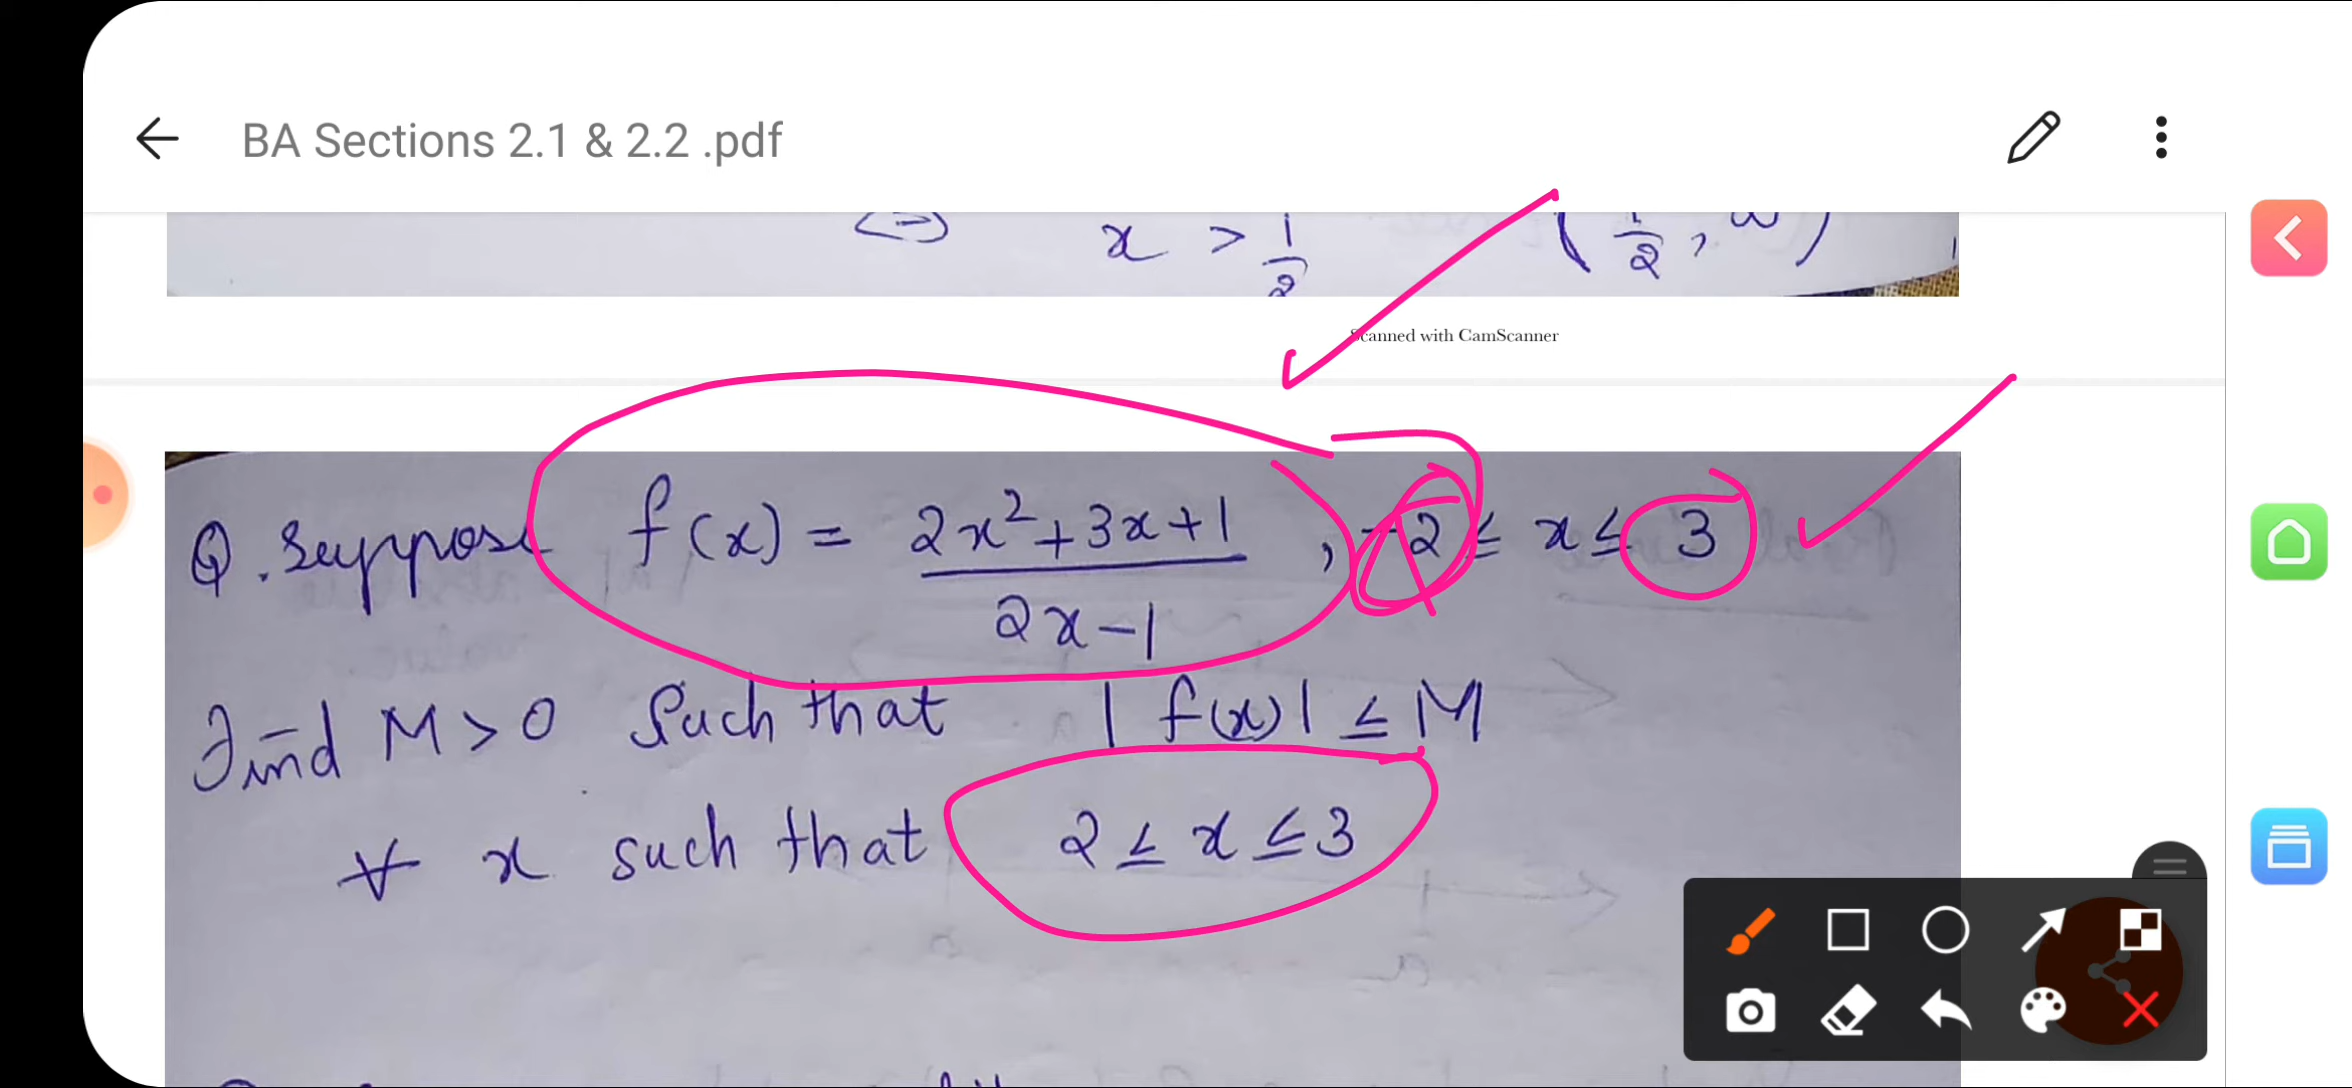 BA Sections 2.1 & 2.2 .pdf
x > 1/2 (1/2, ∞)
Scanned with CamScanner
Q. Suppose f(x) = (2x²+3x+1)/(2x-1) , -2 ≤ x ≤ 3
Find M > 0 such that |f(x)| ≤ M
∀ x such that 2 ≤ x ≤ 3